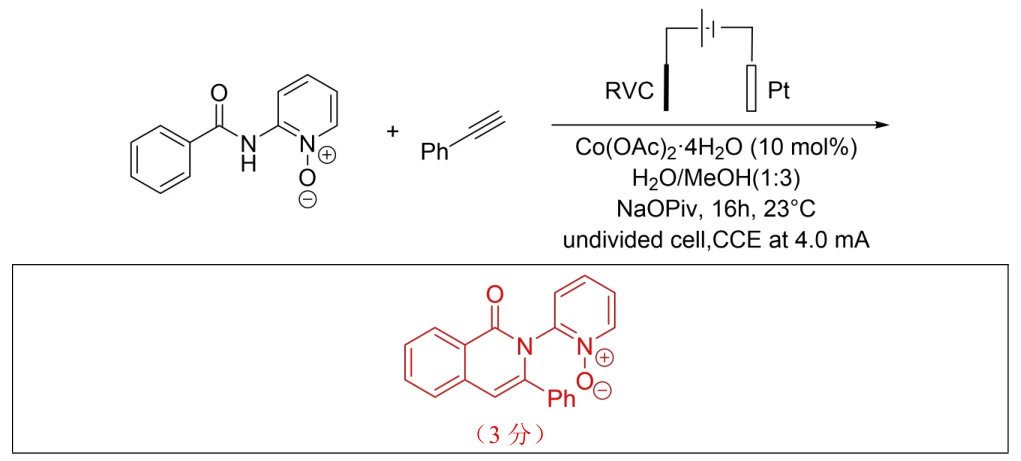 RVC Pt
O
N
H
N
⊕
O
⊖
+
Ph
Co(OAc)₂·4H₂O (10 mol%)
H₂O/MeOH(1:3)
NaOPiv, 16h, 23°C
undivided cell,CCE at 4.0 mA
O
N
N
⊕
O
⊖
Ph
（3 分）